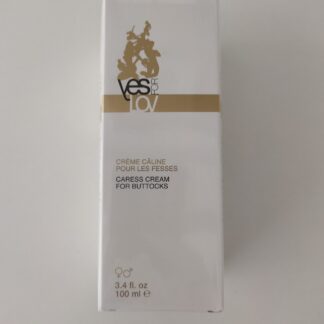 YES
FOR
LOV
CRÈME CÂLINE
POUR LES FESSES
CARESS CREAM
FOR BUTTOCKS
3.4 fl. oz
100 ml ℮